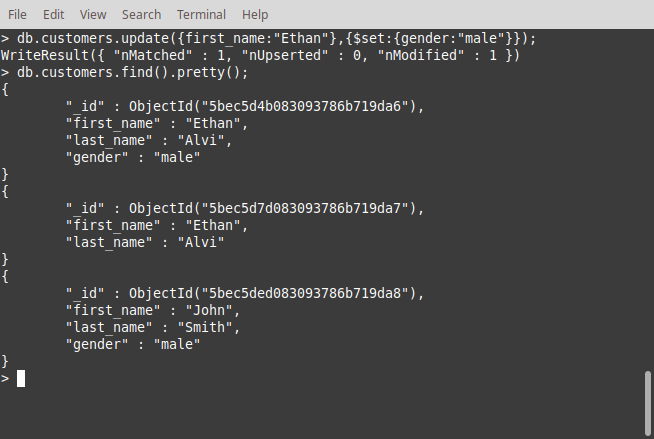 File Edit View Search Terminal Help
> db.customers.update({first_name:"Ethan"},{$set:{gender:"male"}});
WriteResult({ "nMatched" : 1, "nUpserted" : 0, "nModified" : 1 })
> db.customers.find().pretty();
{
"_id" : ObjectId("5bec5d4b083093786b719da6"),
"first_name" : "Ethan",
"last_name" : "Alvi",
"gender" : "male"
}
{
"_id" : ObjectId("5bec5d7d083093786b719da7"),
"first_name" : "Ethan",
"last_name" : "Alvi"
}
{
"_id" : ObjectId("5bec5ded083093786b719da8"),
"first_name" : "John",
"last_name" : "Smith",
"gender" : "male"
}
>